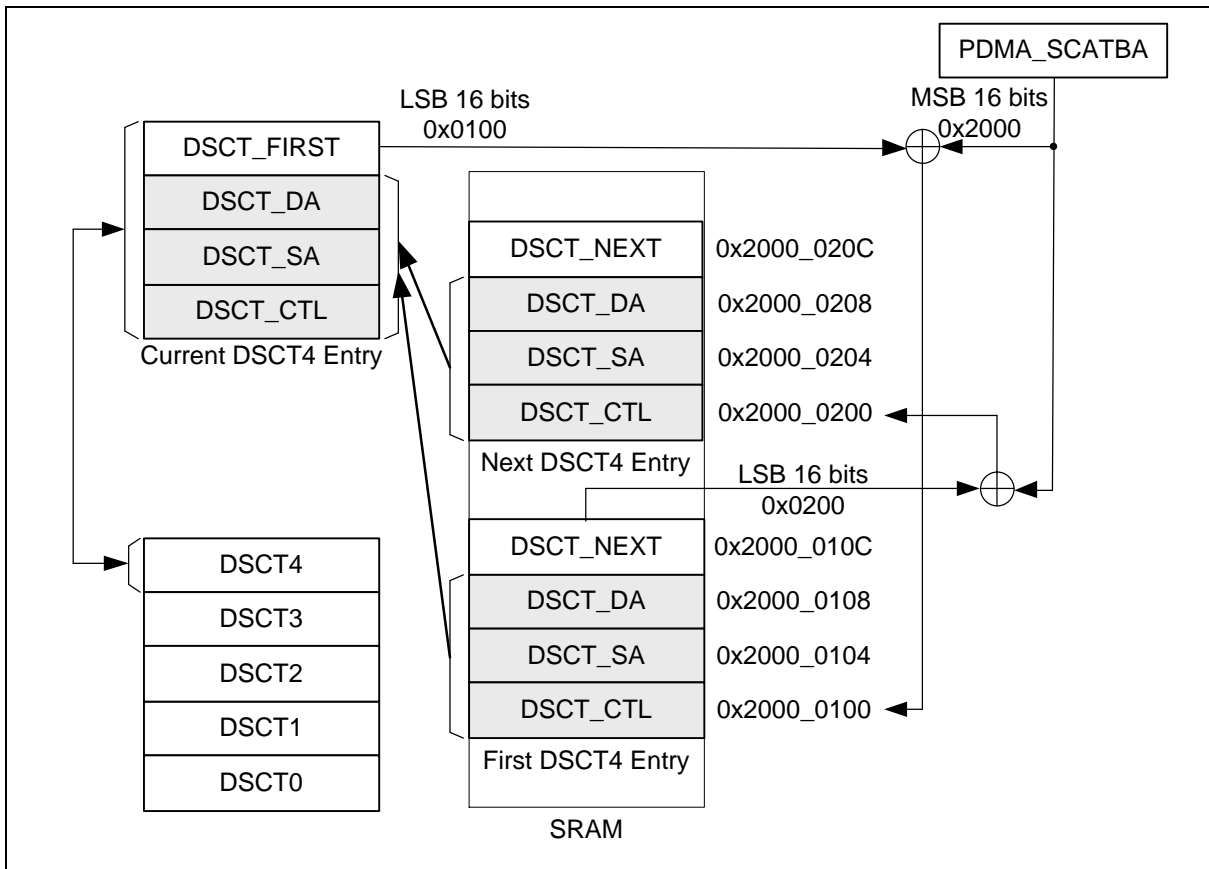 PDMA_SCATBA
LSB 16 bits
0x0100
MSB 16 bits
0x2000
DSCT_FIRST
DSCT_DA
DSCT_SA
DSCT_CTL
Current DSCT4 Entry
DSCT_NEXT
0x2000_020C
DSCT_DA
0x2000_0208
DSCT_SA
0x2000_0204
DSCT_CTL
0x2000_0200
Next DSCT4 Entry
LSB 16 bits
0x0200
DSCT_NEXT
0x2000_010C
DSCT_DA
0x2000_0108
DSCT_SA
0x2000_0104
DSCT_CTL
0x2000_0100
First DSCT4 Entry
SRAM
DSCT4
DSCT3
DSCT2
DSCT1
DSCT0